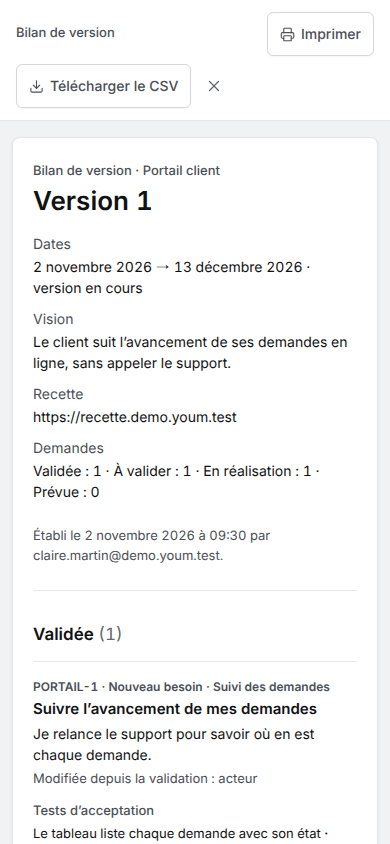 Bilan de version
Imprimer
Télécharger le CSV
Bilan de version · Portail client
Version 1
Dates
2 novembre 2026 → 13 décembre 2026 ·
version en cours
Vision
Le client suit l’avancement de ses demandes en
ligne, sans appeler le support.
Recette
https://recette.demo.youm.test
Demandes
Validée : 1 · À valider : 1 · En réalisation : 1 ·
Prévue : 0
Établi le 2 novembre 2026 à 09:30 par
claire.martin@demo.youm.test.
Validée (1)
PORTAIL-1 · Nouveau besoin · Suivi des demandes
Suivre l’avancement de mes demandes
Je relance le support pour savoir où en est
chaque demande.
Modifiée depuis la validation : acteur
Tests d’acceptation
Le tableau liste chaque demande avec son état ·